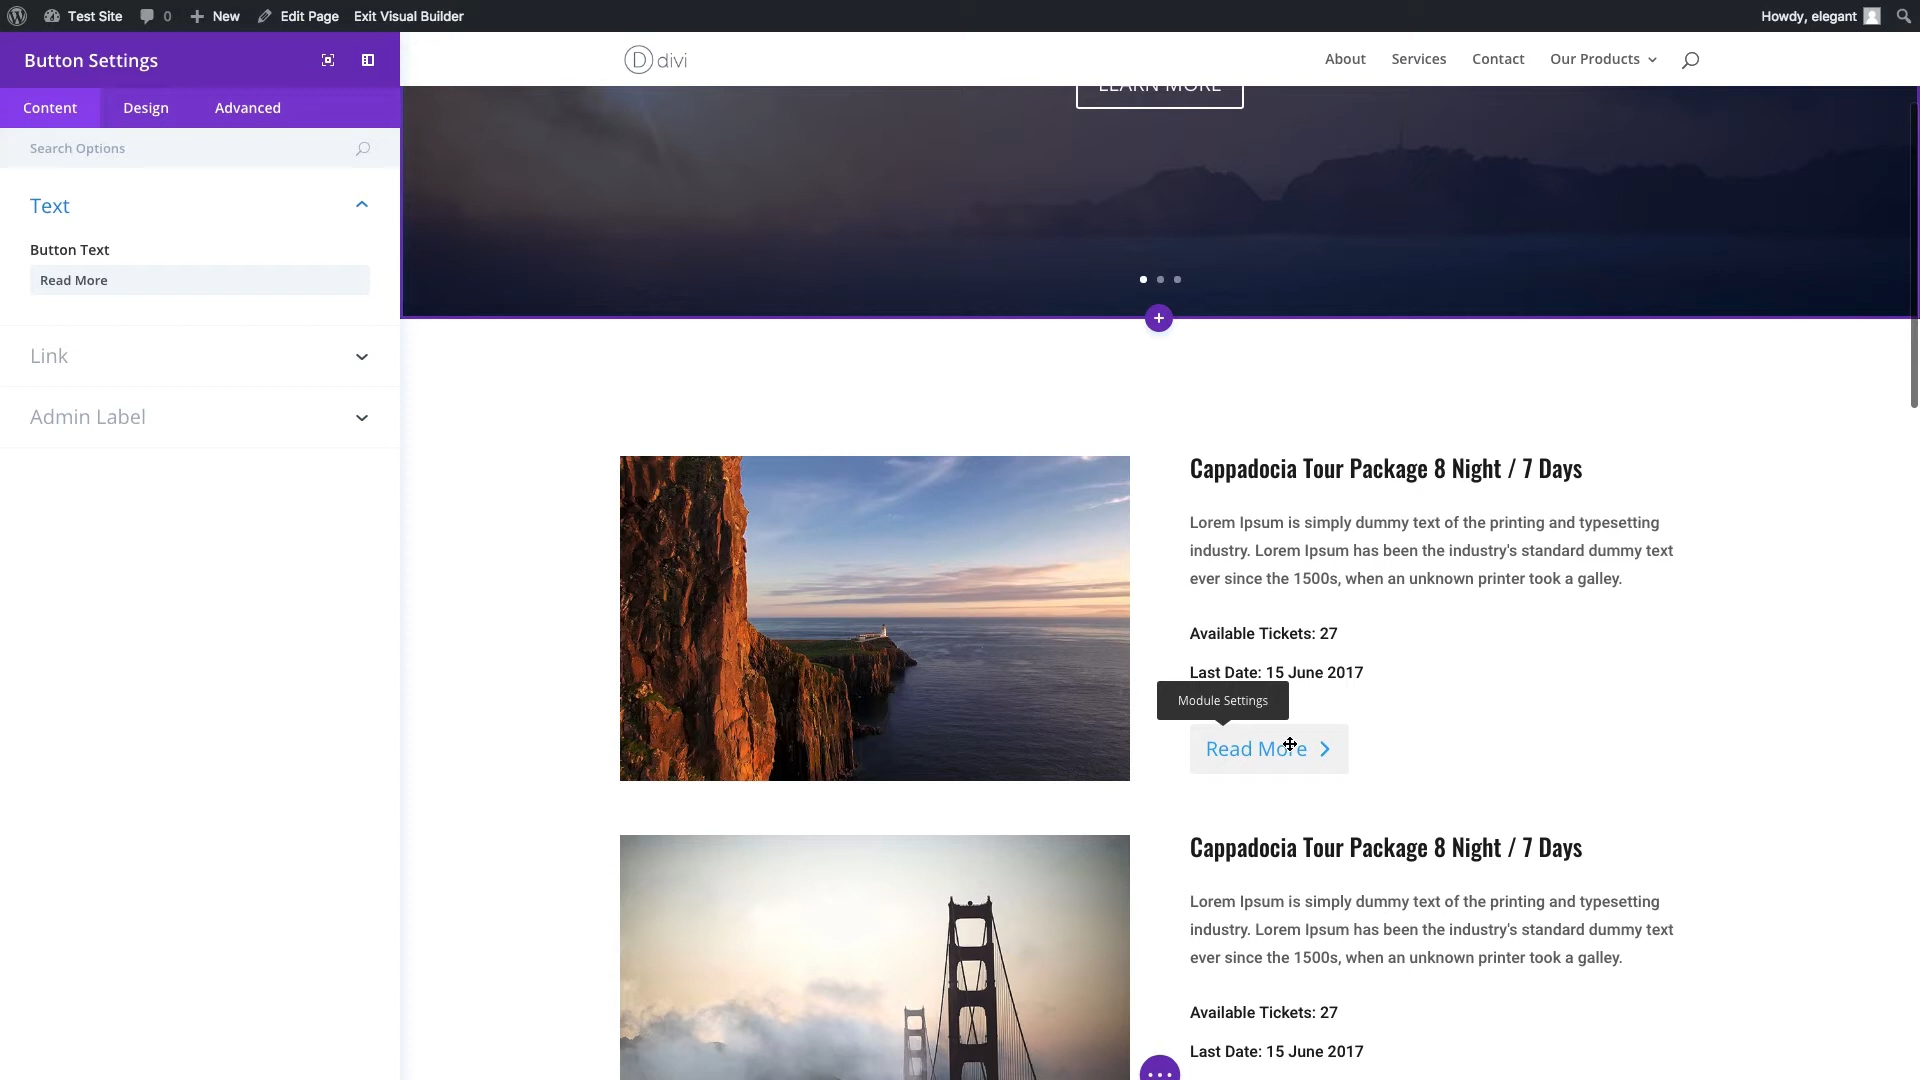 Test Site 0 New Edit Page Exit Visual Builder Howdy, elegant
Button Settings
Content Design Advanced
Search Options
Text
Button Text
Read More
Link
Admin Label
D divi About Services Contact Our Products
LEARN MORE
Cappadocia Tour Package 8 Night / 7 Days
Lorem Ipsum is simply dummy text of the printing and typesetting
industry. Lorem Ipsum has been the industry's standard dummy text
ever since the 1500s, when an unknown printer took a galley.
Available Tickets: 27
Last Date: 15 June 2017
Module Settings
Read More
Cappadocia Tour Package 8 Night / 7 Days
Lorem Ipsum is simply dummy text of the printing and typesetting
industry. Lorem Ipsum has been the industry's standard dummy text
ever since the 1500s, when an unknown printer took a galley.
Available Tickets: 27
Last Date: 15 June 2017